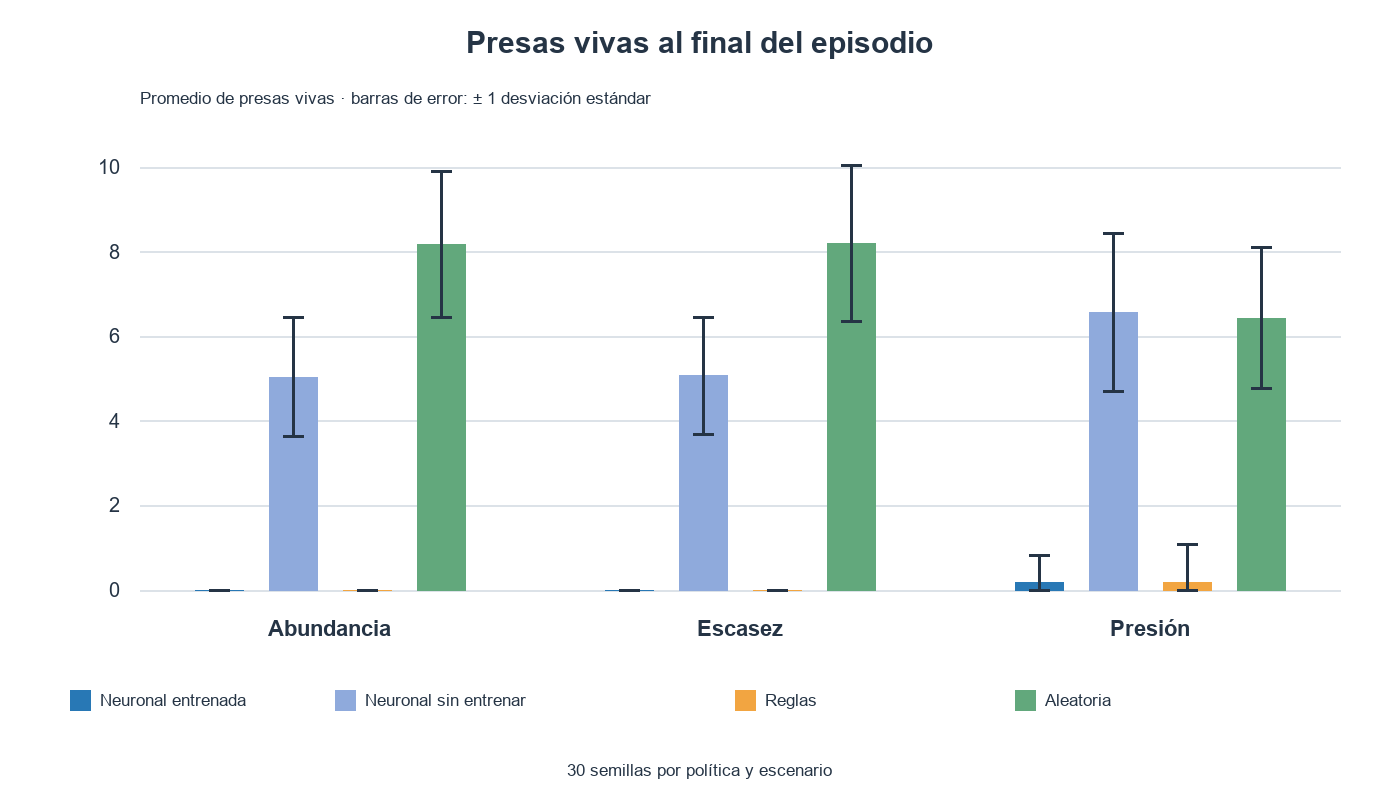 Presas vivas al final del episodio
Promedio de presas vivas · barras de error: ± 1 desviación estándar
10
8
6
4
2
0
Abundancia Escasez Presión
Neuronal entrenada Neuronal sin entrenar Reglas Aleatoria
30 semillas por política y escenario